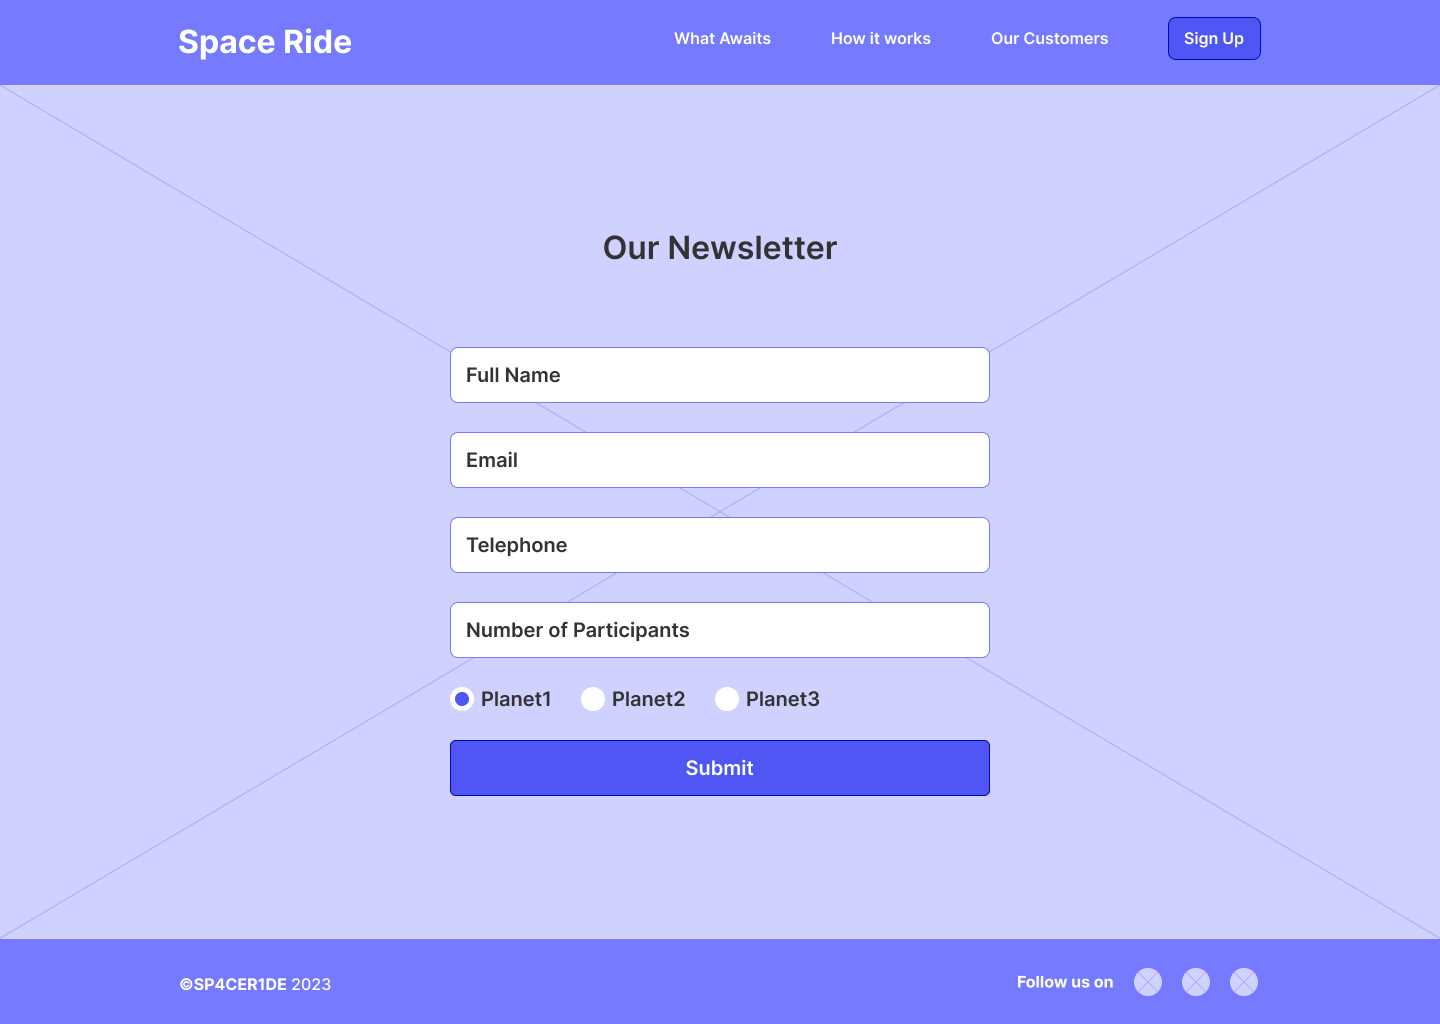 Space Ride
What Awaits
How it works
Our Customers
Sign Up
Our Newsletter
Full Name
Email
Telephone
Number of Participants
Planet1
Planet2
Planet3
Submit
©SP4CER1DE 2023
Follow us on